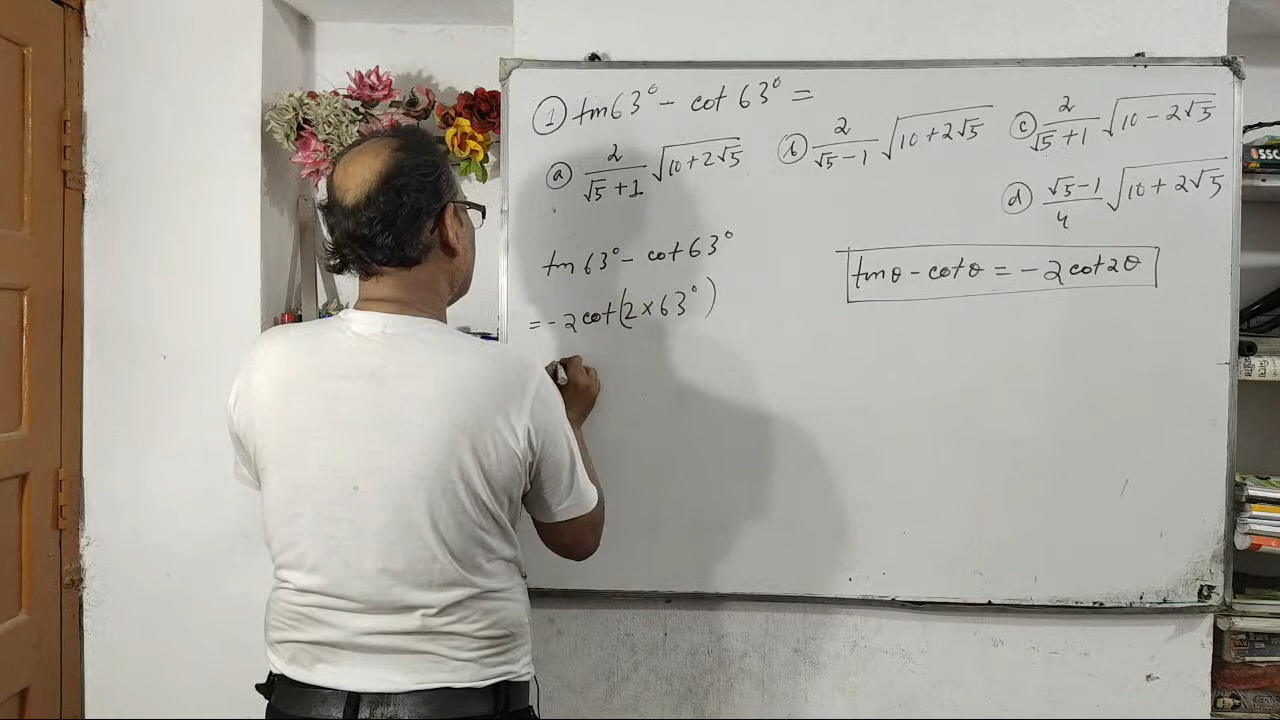 ① tan63° - cot 63° =
ⓐ 2/(√5+1) √(10+2√5) ⓑ 2/(√5-1) √(10+2√5) ⓒ 2/(√5+1) √(10-2√5)
ⓓ (√5-1)/4 √(10+2√5)
tan 63° - cot 63°
tanθ - cotθ = -2cot2θ
= -2cot(2×63°)
SSC